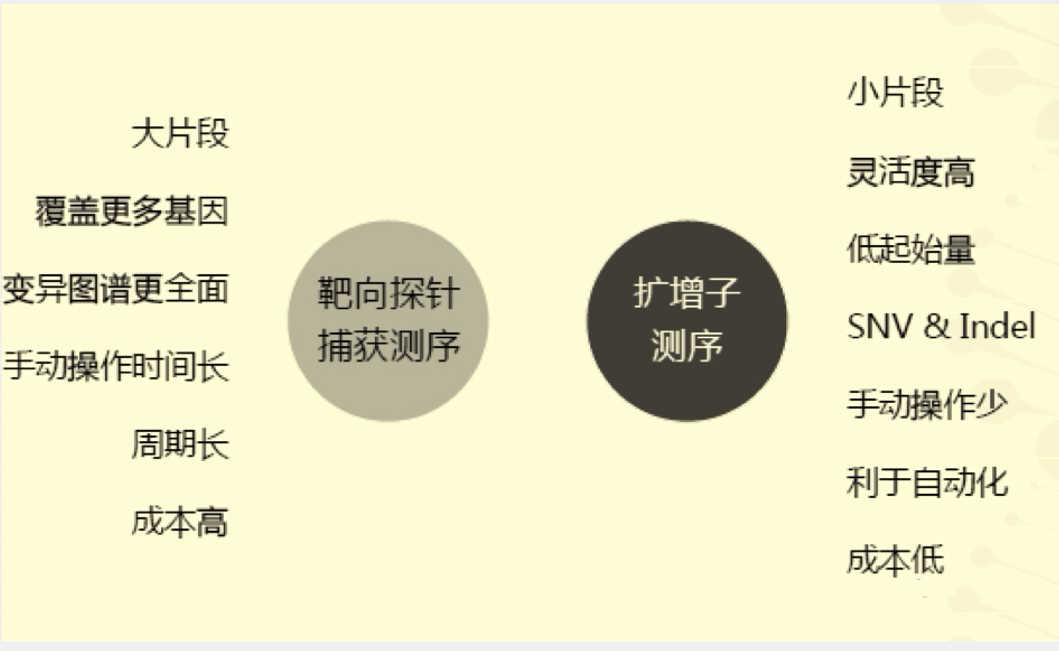 大片段
覆盖更多基因
变异图谱更全面
手动操作时间长
周期长
成本高
靶向探针
捕获测序
扩增子
测序
小片段
灵活度高
低起始量
SNV & Indel
手动操作少
利于自动化
成本低